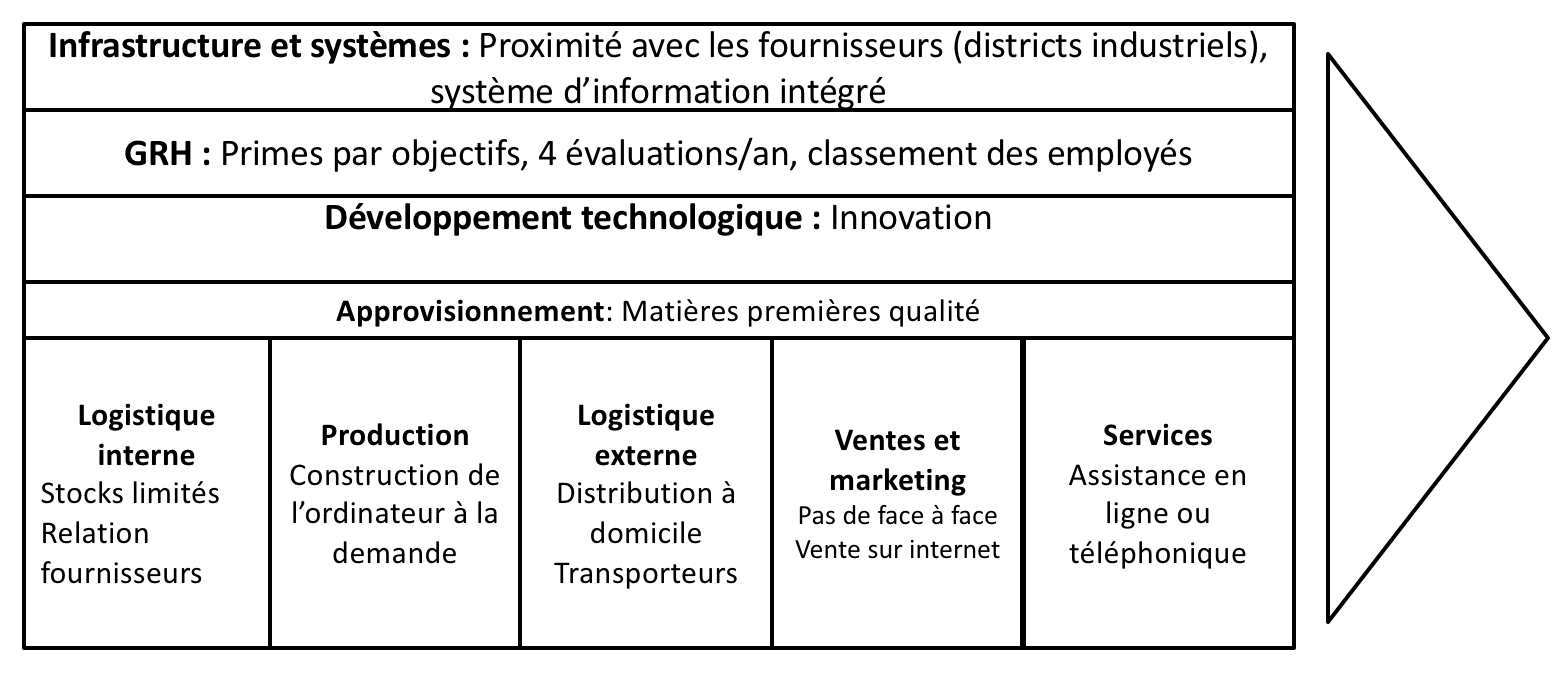 Infrastructure et systèmes : Proximité avec les fournisseurs (districts industriels),
système d’information intégré
GRH : Primes par objectifs, 4 évaluations/an, classement des employés
Développement technologique : Innovation
Approvisionnement: Matières premières qualité
Logistique
interne
Stocks limités
Relation
fournisseurs
Production
Construction de
l’ordinateur à la
demande
Logistique
externe
Distribution à
domicile
Transporteurs
Ventes et
marketing
Pas de face à face
Vente sur internet
Services
Assistance en
ligne ou
téléphonique